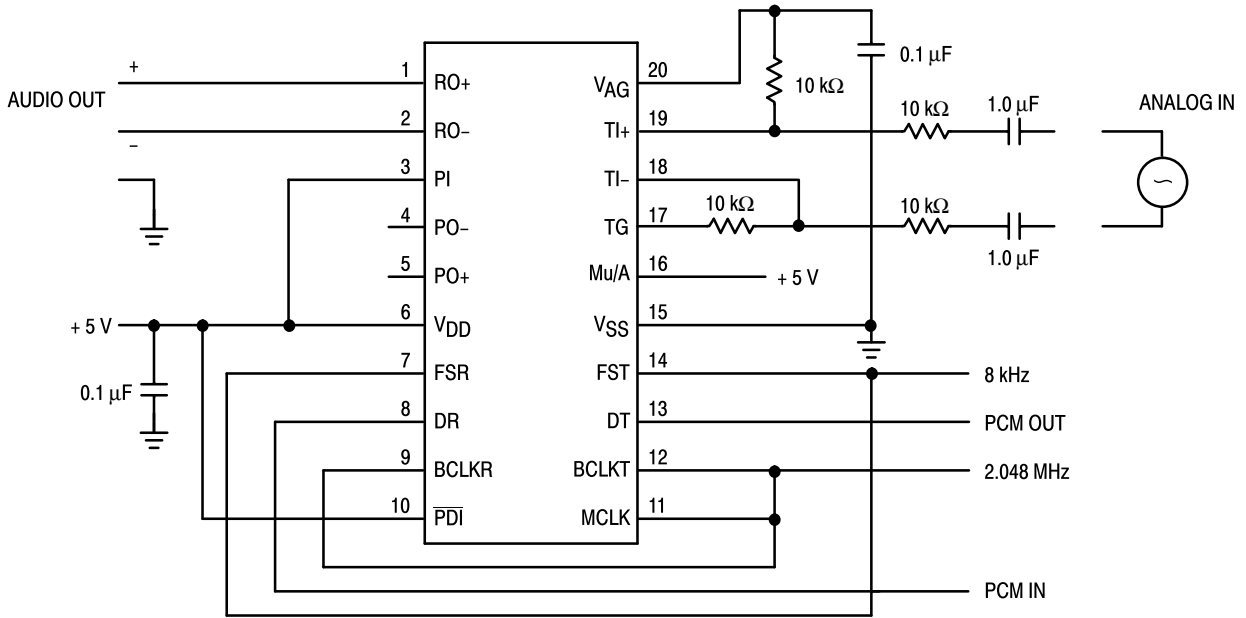 AUDIO OUT
+
−
+ 5 V
0.1 µF
1 RO+
2 RO−
3 PI
4 PO−
5 PO+
6 VDD
7 FSR
8 DR
9 BCLKR
10 PDI
VAG 20
TI+ 19
TI− 18
TG 17
Mu/A 16
VSS 15
FST 14
DT 13
BCLKT 12
MCLK 11
10 kΩ
0.1 µF
10 kΩ
1.0 µF
ANALOG IN
10 kΩ
10 kΩ
1.0 µF
+ 5 V
8 kHz
PCM OUT
2.048 MHz
PCM IN